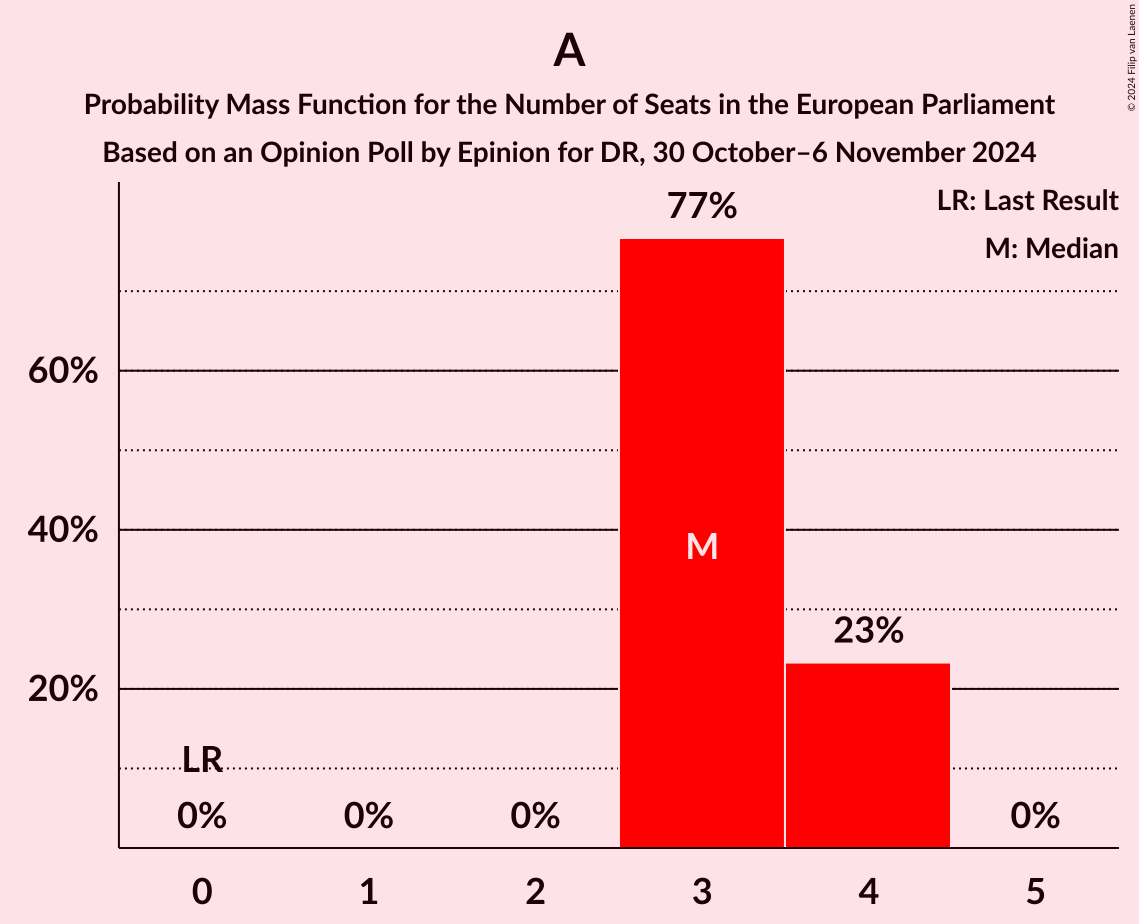 © 2024 Filip van Laenen
A
Probability Mass Function for the Number of Seats in the European Parliament
Based on an Opinion Poll by Epinion for DR, 30 October–6 November 2024
LR: Last Result
M: Median
77%
60%
40%
M
23%
20%
LR
0%
0%
0%
0%
0
1
2
3
4
5